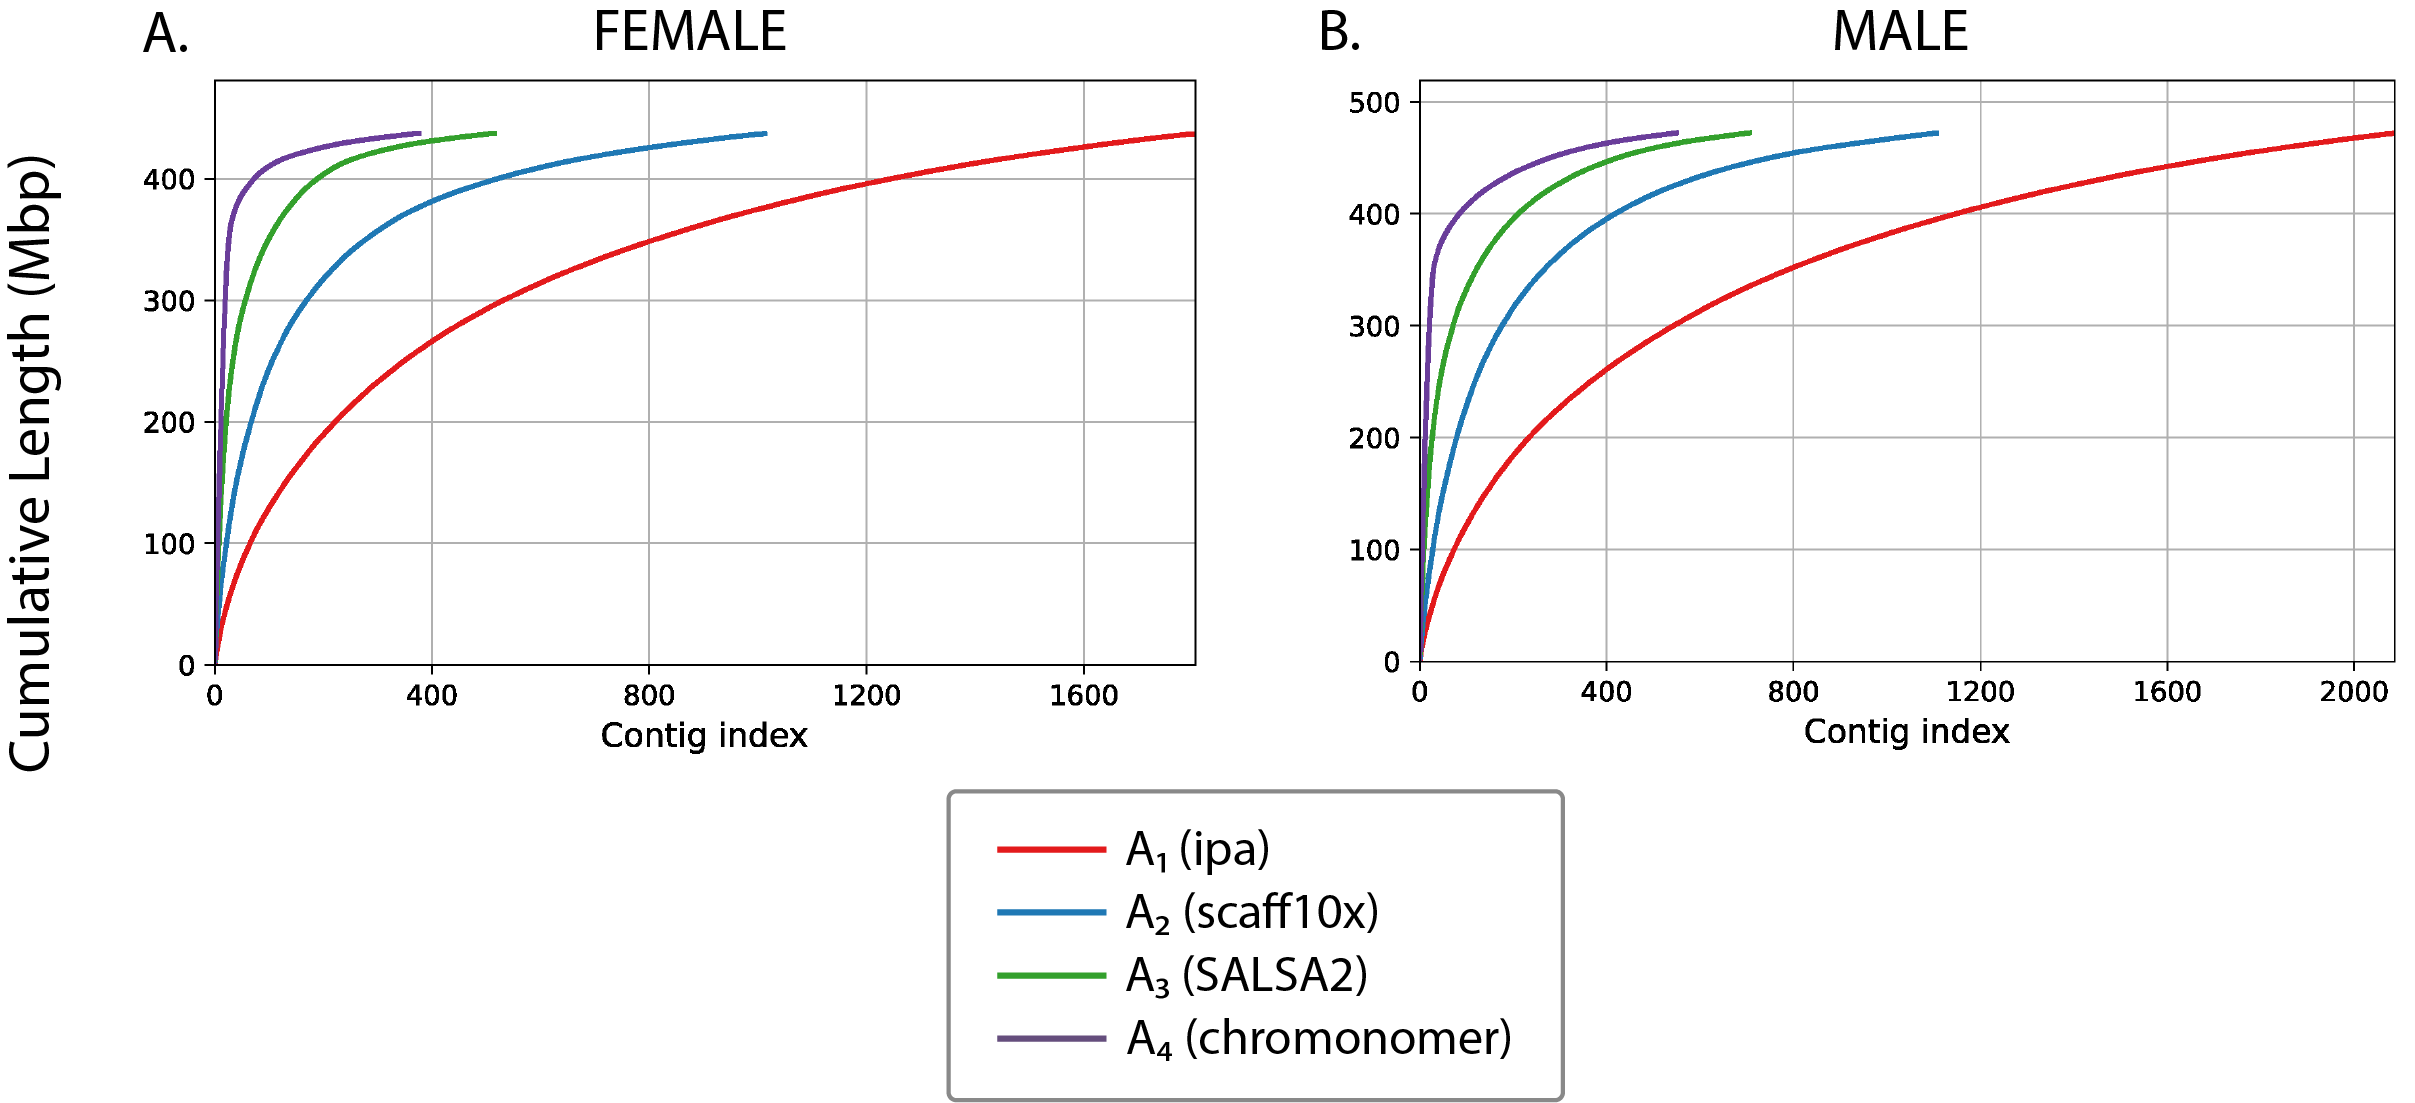 A.
FEMALE
B.
MALE
Cumulative Length (Mbp)
400
300
200
100
0
0 400 800 1200 1600
Contig index
500
400
300
200
100
0
0 400 800 1200 1600 2000
Contig index
A₁ (ipa)
A₂ (scaff10x)
A₃ (SALSA2)
A₄ (chromonomer)